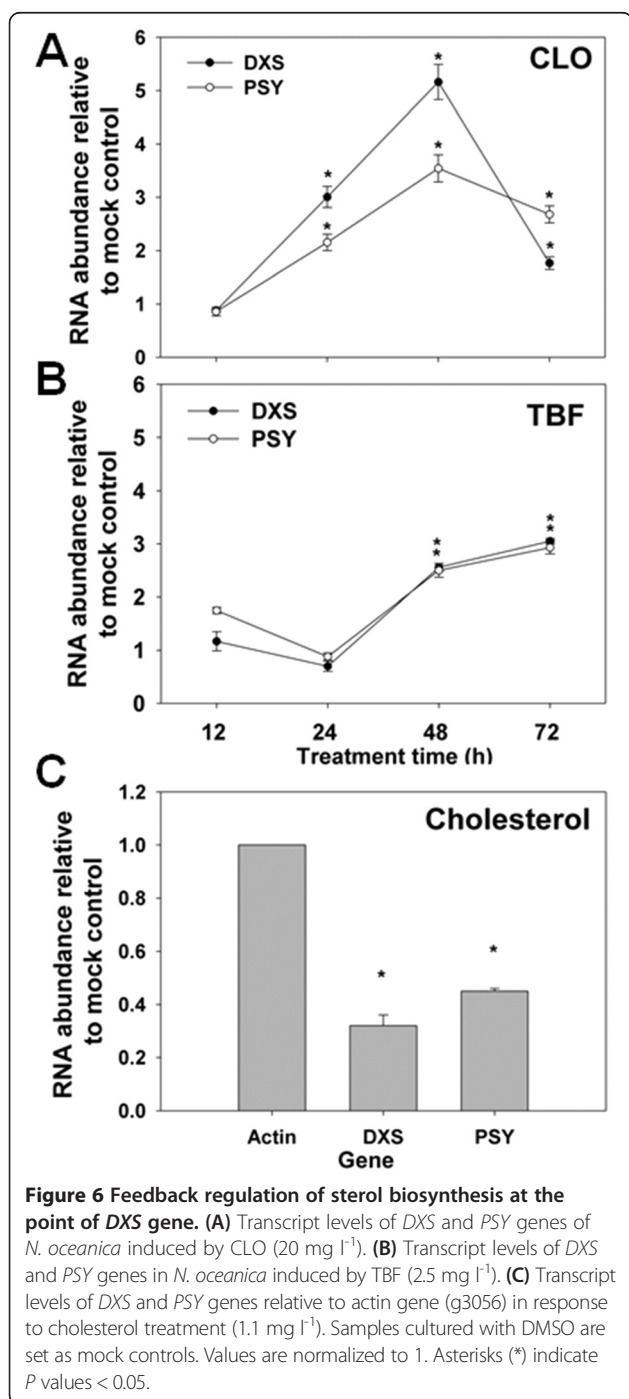 A
CLO
DXS
PSY
RNA abundance relative
to mock control
6
5
4
3
2
1
0
* * * * * *
B
TBF
DXS
PSY
RNA abundance relative
to mock control
6
5
4
3
2
1
0
* * * *
12 24 48 72
Treatment time (h)
C
Cholesterol
RNA abundance relative
to mock control
1.2
1.0
0.8
0.6
0.4
0.2
0.0
* *
Actin DXS PSY
Gene
Figure 6 Feedback regulation of sterol biosynthesis at the
point of DXS gene. (A) Transcript levels of DXS and PSY genes of
N. oceanica induced by CLO (20 mg l⁻¹). (B) Transcript levels of DXS
and PSY genes in N. oceanica induced by TBF (2.5 mg l⁻¹). (C) Transcript
levels of DXS and PSY genes relative to actin gene (g3056) in response
to cholesterol treatment (1.1 mg l⁻¹). Samples cultured with DMSO are
set as mock controls. Values are normalized to 1. Asterisks (*) indicate
P values < 0.05.